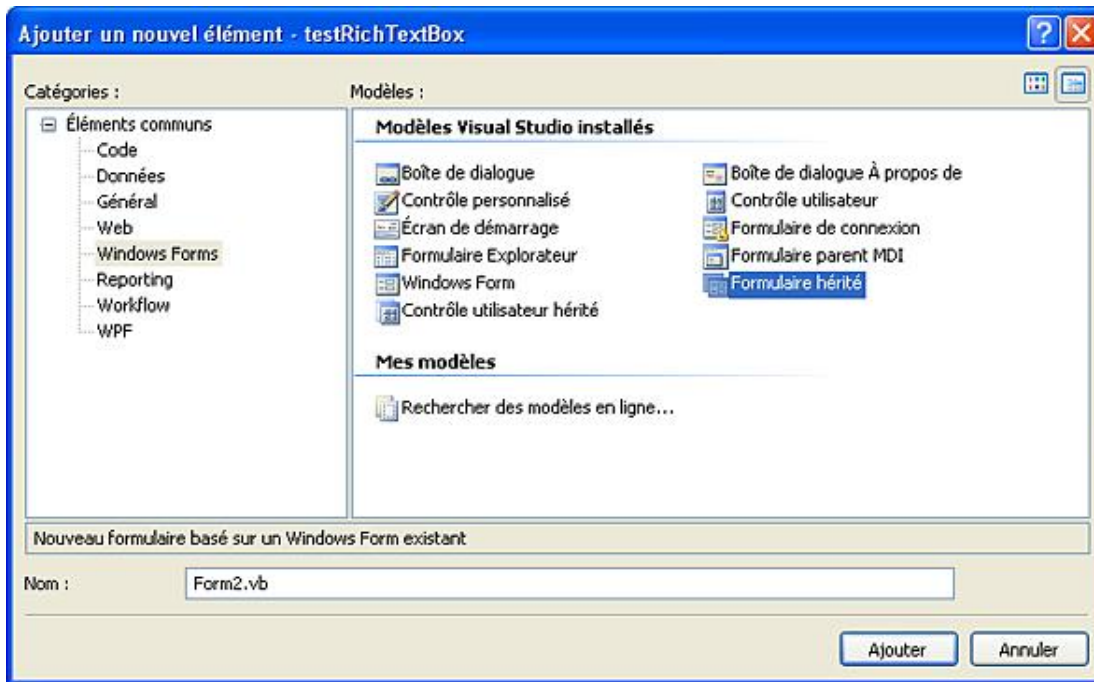 Ajouter un nouvel élément - testRichTextBox
Catégories :
Modèles :
Éléments communs
Code
Données
Général
Web
Windows Forms
Reporting
Workflow
WPF
Modèles Visual Studio installés
Boîte de dialogue
Contrôle personnalisé
Écran de démarrage
Formulaire Explorateur
Windows Form
Contrôle utilisateur hérité
Boîte de dialogue À propos de
Contrôle utilisateur
Formulaire de connexion
Formulaire parent MDI
Formulaire hérité
Mes modèles
Rechercher des modèles en ligne...
Nouveau formulaire basé sur un Windows Form existant
Nom :
Form2.vb
Ajouter
Annuler